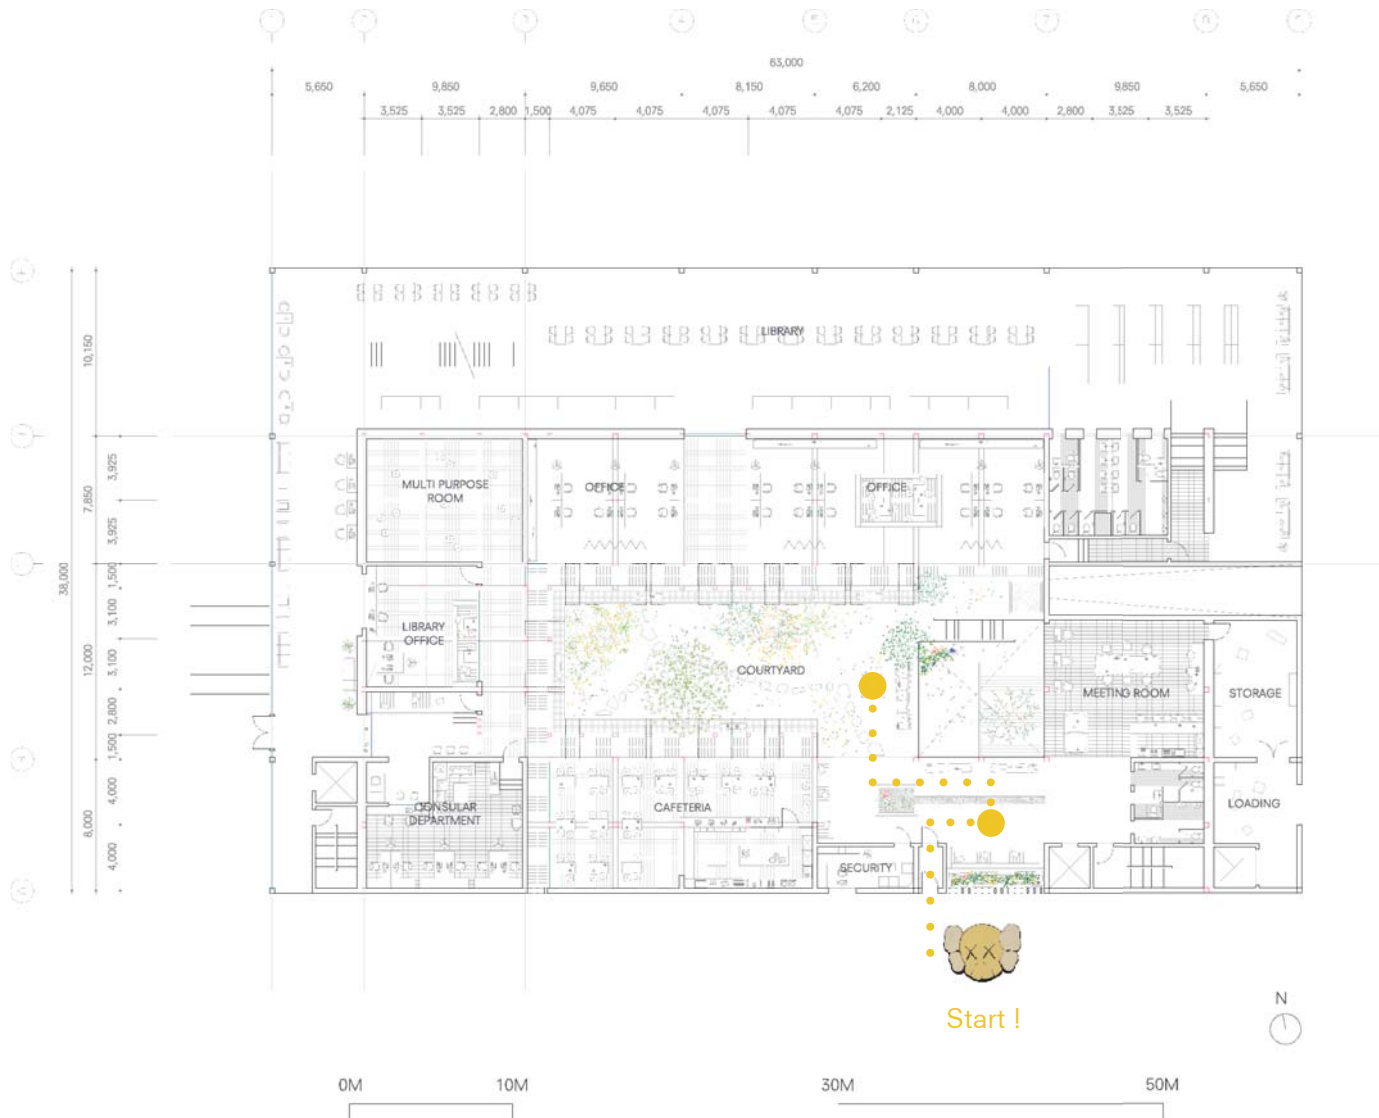 63,000
5,650 9,850 9,650 8,150 6,200 8,000 9850 5,650
3,525 3,525 2,800 1,500 4,075 4,075 4,075 4,075 4,075 2,125 4,000 4,000 2,800 3,525 3,525
10,150
7,850
12,000
8,000
38,000
3,925
3,925
1,500
3,100
3,100
2,800
1,500
4,000
4,000
LIBRARY
MULTI PURPOSE
ROOM
OFFICE
OFFICE
LIBRARY
OFFICE
COURTYARD
MEETING ROOM
STORAGE
CONSULAR
DEPARTMENT
CAFETERIA
LOADING
SECURITY
Start !
N
0M 10M 30M 50M